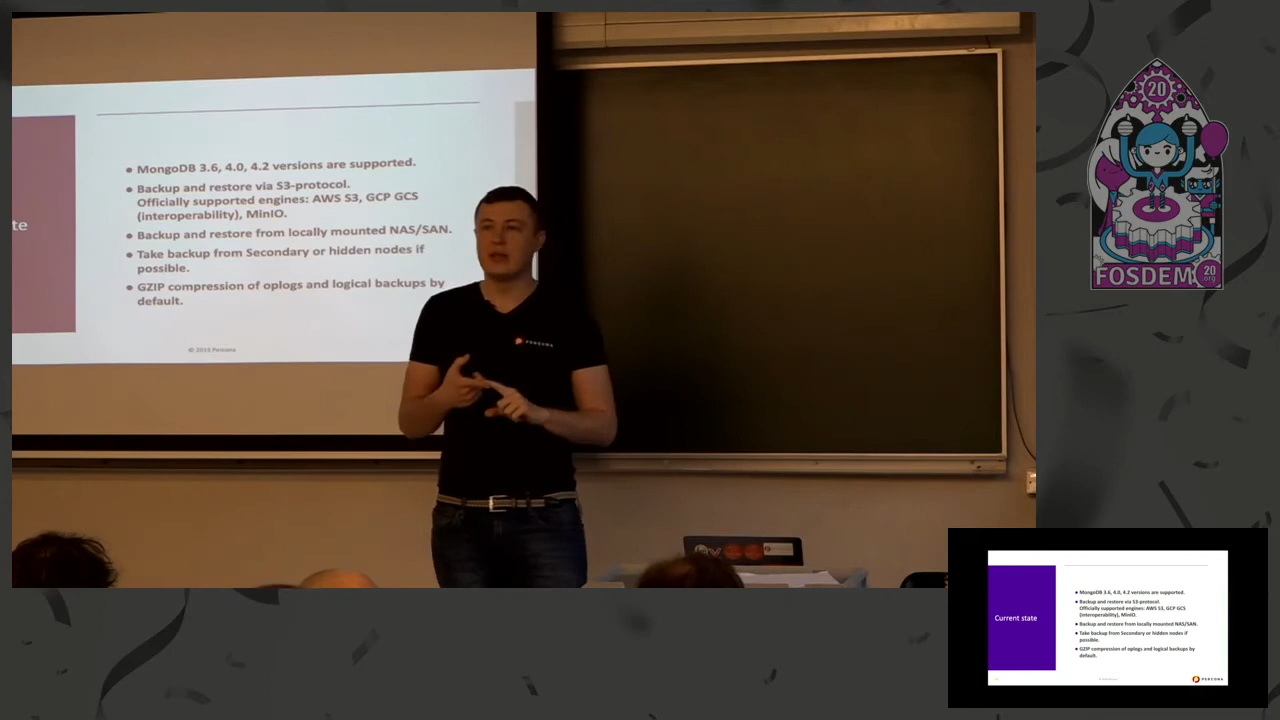 te
● MongoDB 3.6, 4.0, 4.2 versions are supported.
● Backup and restore via S3-protocol.
Officially supported engines: AWS S3, GCP GCS
(interoperability), MinIO.
● Backup and restore from locally mounted NAS/SAN.
● Take backup from Secondary or hidden nodes if
possible.
● GZIP compression of oplogs and logical backups by
default.
PERCONA
20
FOSDEM
20
.org
Current state
● MongoDB 3.6, 4.0, 4.2 versions are supported.
● Backup and restore via S3-protocol.
Officially supported engines: AWS S3, GCP GCS
(interoperability), MinIO.
● Backup and restore from locally mounted NAS/SAN.
● Take backup from Secondary or hidden nodes if
possible.
● GZIP compression of oplogs and logical backups by
default.
PERCONA